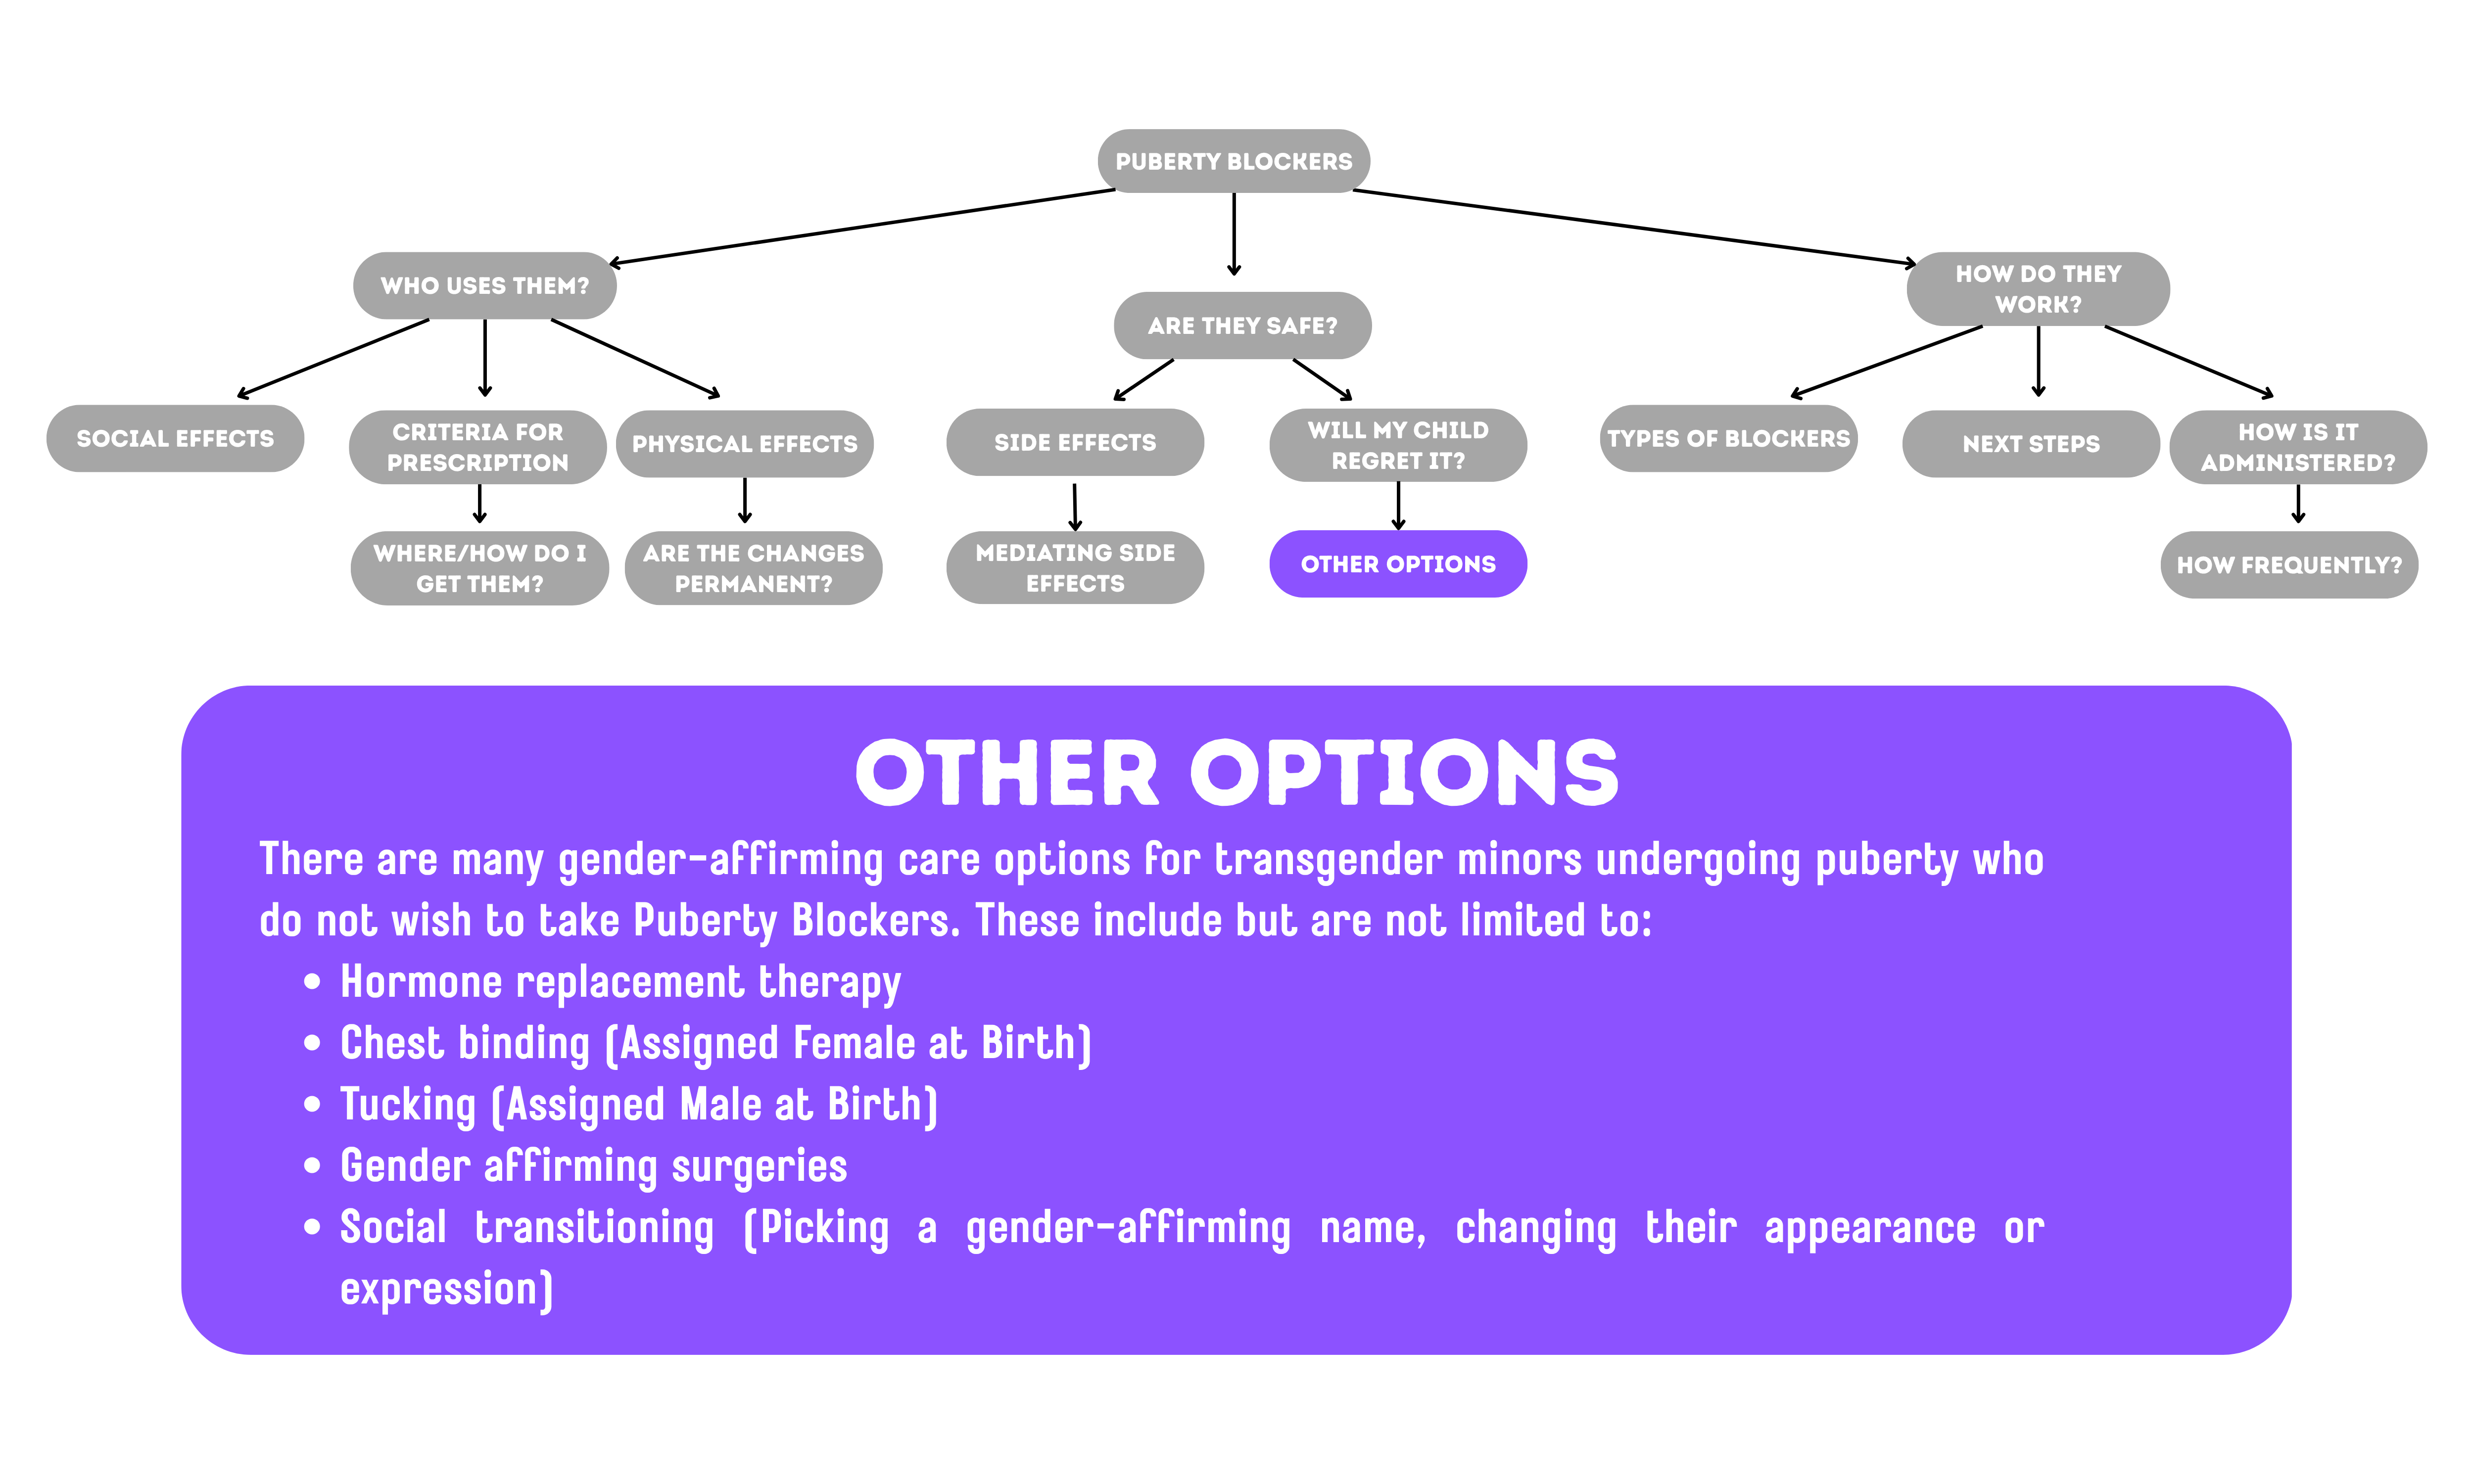 PUBERTY BLOCKERS
WHO USES THEM?
ARE THEY SAFE?
HOW DO THEY
WORK?
SOCIAL EFFECTS
CRITERIA FOR
PRESCRIPTION
PHYSICAL EFFECTS
SIDE EFFECTS
WILL MY CHILD
REGRET IT?
TYPES OF BLOCKERS
NEXT STEPS
HOW IS IT
ADMINISTERED?
WHERE/HOW DO I
GET THEM?
ARE THE CHANGES
PERMANENT?
MEDIATING SIDE
EFFECTS
OTHER OPTIONS
HOW FREQUENTLY?
OTHER OPTIONS
There are many gender-affirming care options for transgender minors undergoing puberty who
do not wish to take Puberty Blockers. These include but are not limited to:
• Hormone replacement therapy
• Chest binding (Assigned Female at Birth)
• Tucking (Assigned Male at Birth)
• Gender affirming surgeries
• Social transitioning (Picking a gender-affirming name, changing their appearance or
expression)